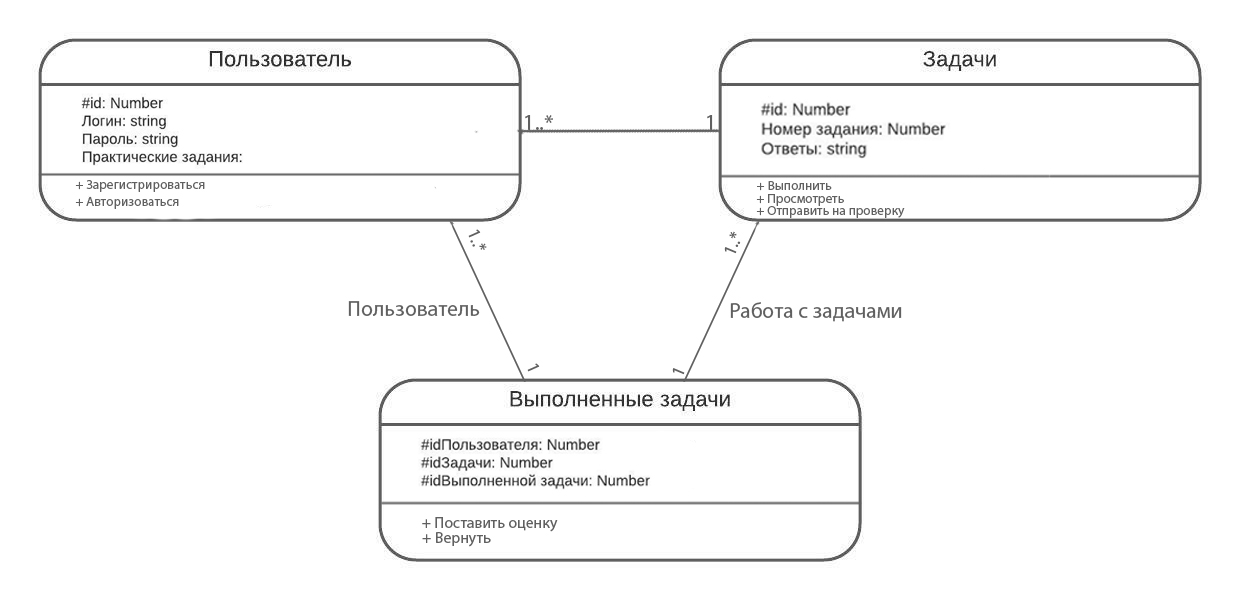 Пользователь
#id: Number
Логин: string
Пароль: string
Практические задания:
+ Зарегистрироваться
+ Авторизоваться
1..*
1
Задачи
#id: Number
Номер задания: Number
Ответы: string
+ Выполнить
+ Просмотреть
+ Отправить на проверку
1..*
1..*
Пользователь
Работа с задачами
1
1
Выполненные задачи
#idПользователя: Number
#idЗадачи: Number
#idВыполненной задачи: Number
+ Поставить оценку
+ Вернуть